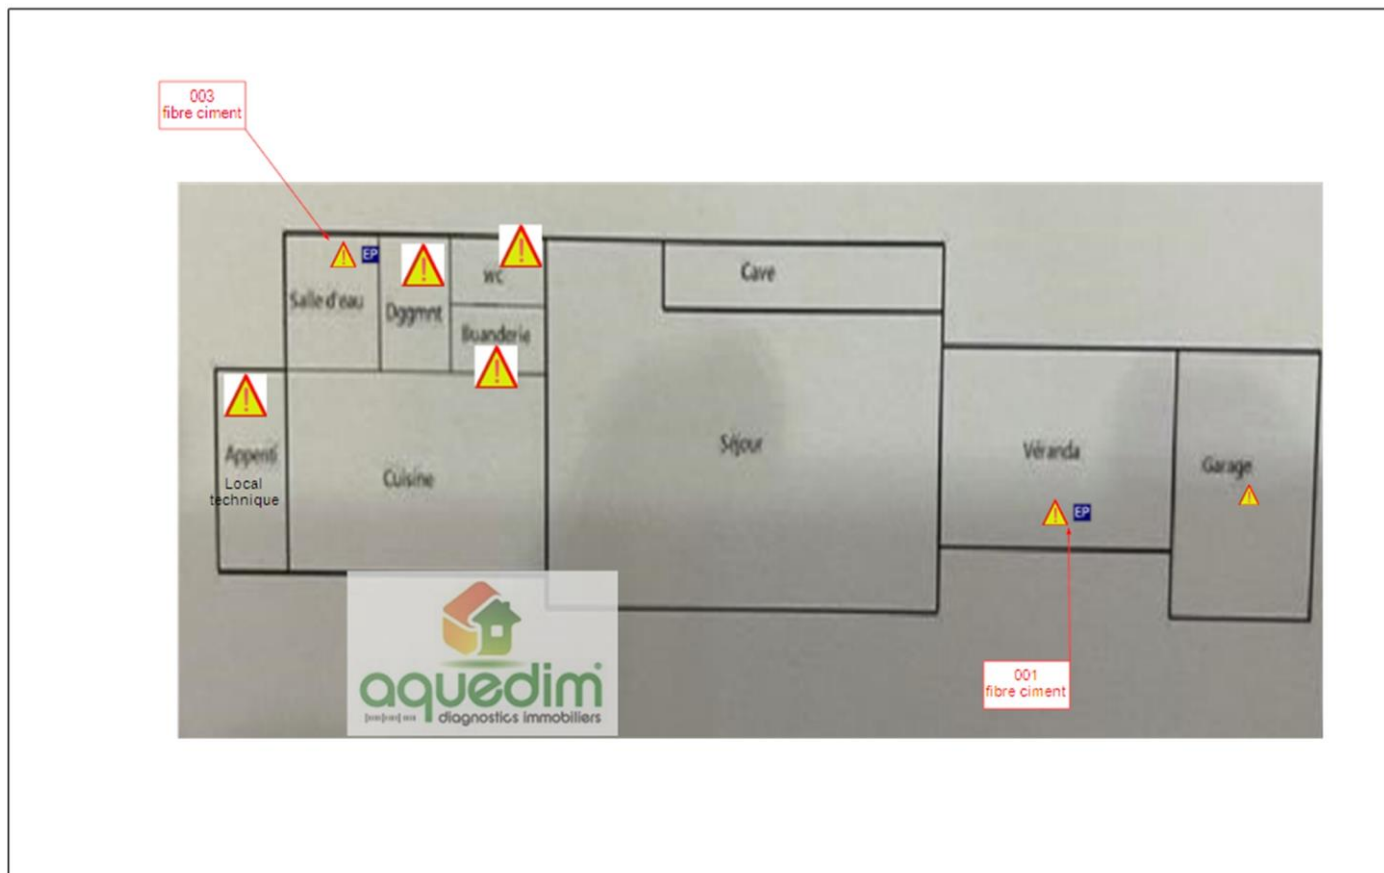 003
fibre ciment
EP
wc
Cave
Salle d'eau
Dggmnt
Buanderie
Appenti
Local
technique
Cuisine
Séjour
Véranda
Garage
EP
001
fibre ciment
aquedim
diagnostics immobiliers